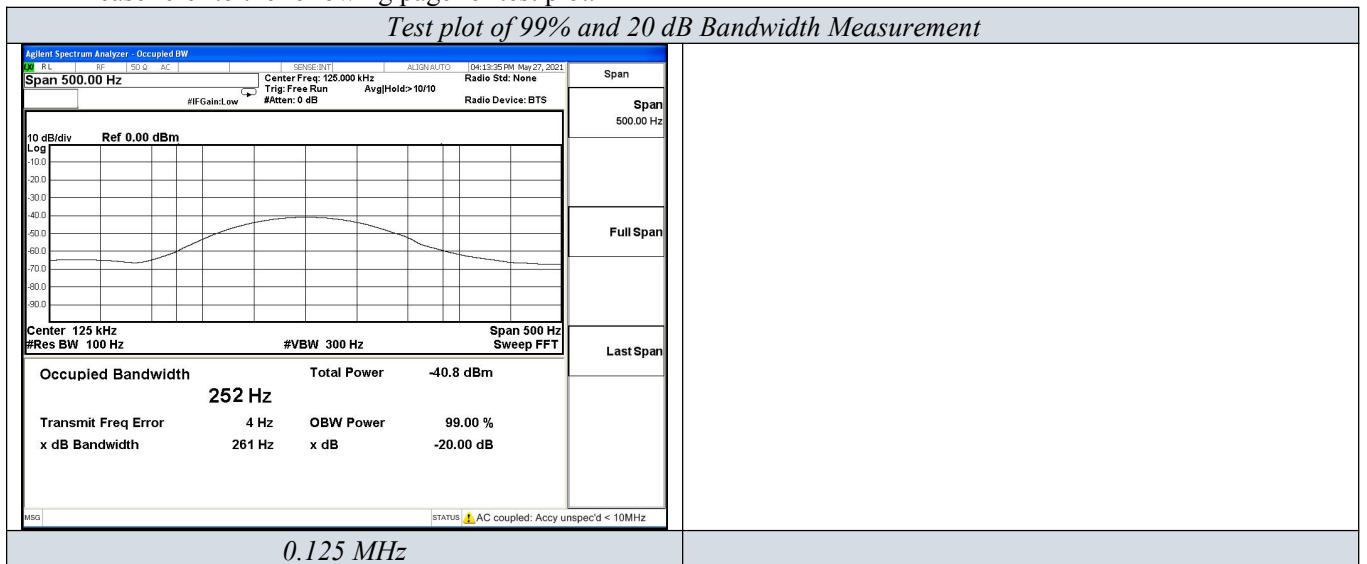 Test plot of 99% and 20 dB Bandwidth Measurement
Agilent Spectrum Analyzer - Occupied BW
RL RF 50 Ω AC SENSE:INT ALIGN AUTO 04:13:35 PM May 27, 2021
Span 500.00 Hz
Center Freq: 125.000 kHz
Radio Std: None
Trig: Free Run
Avg|Hold:>10/10
#IFGain:Low
#Atten: 0 dB
Radio Device: BTS
10 dB/div
Ref 0.00 dBm
Log
-10.0
-20.0
-30.0
-40.0
-50.0
-60.0
-70.0
-80.0
-90.0
Center 125 kHz
Span 500 Hz
#Res BW 100 Hz
#VBW 300 Hz
Sweep FFT
Occupied Bandwidth
Total Power -40.8 dBm
252 Hz
Transmit Freq Error 4 Hz OBW Power 99.00 %
x dB Bandwidth 261 Hz x dB -20.00 dB
MSG
STATUS AC coupled: Accy unspec'd < 10MHz
Span
Span
500.00 Hz
Full Span
Last Span
0.125 MHz